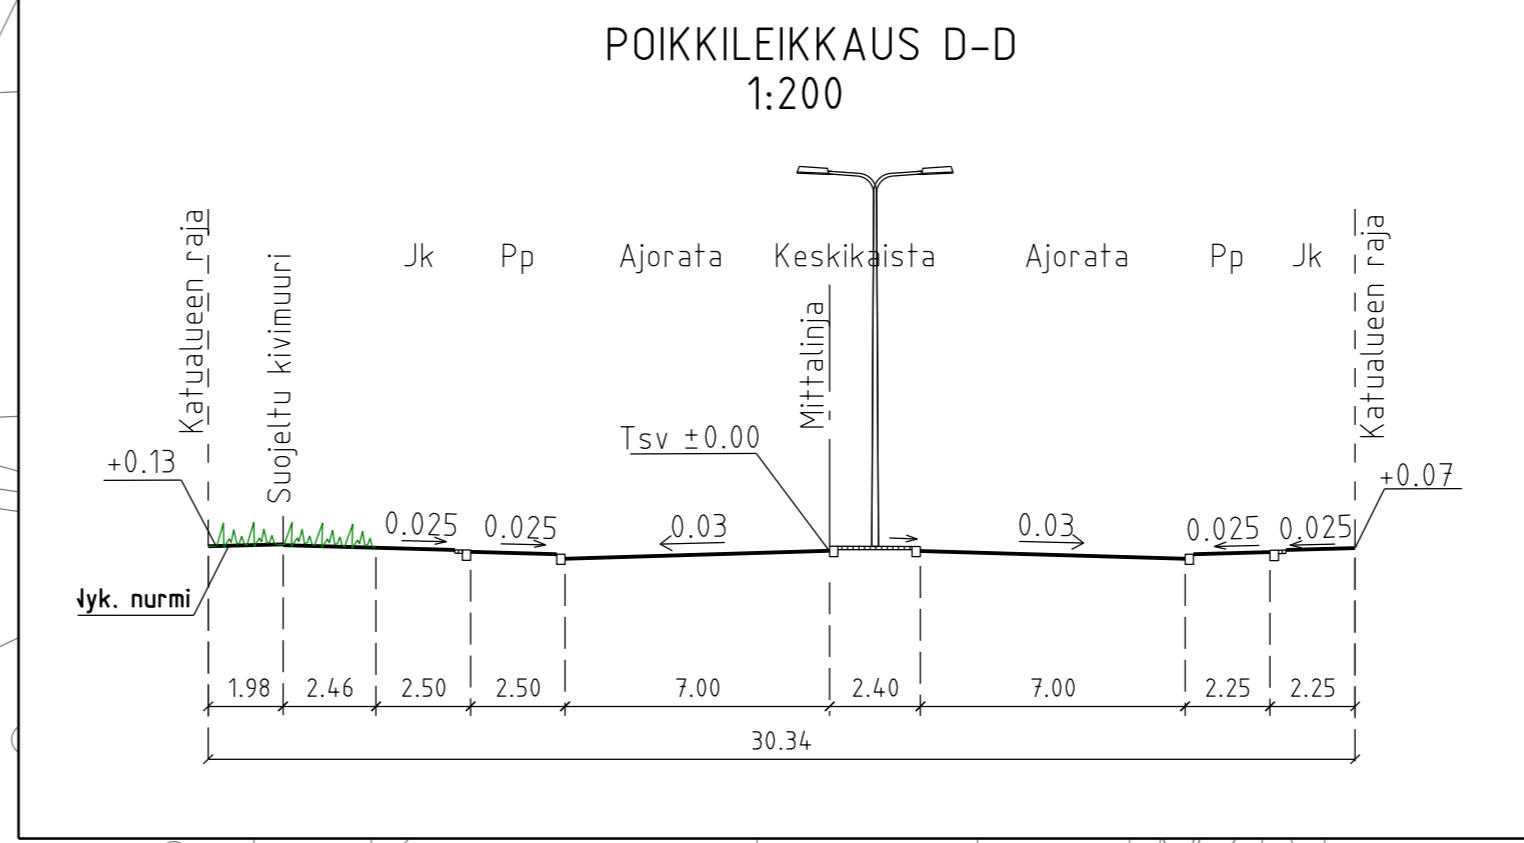 POIKKILEIKKAUS D-D
1:200
Katualueen raja
Suojeltu kivimuuri
Jk
Pp
Ajorata
Keskikaista
Ajorata
Pp
Jk
Katualueen raja
Mittalinja
Tsv ±0.00
+0.13
+0.07
0.025
0.025
0.03
0.03
0.025
0.025
nurmi
1.98
2.46
2.50
2.50
7.00
2.40
7.00
2.25
2.25
30.34